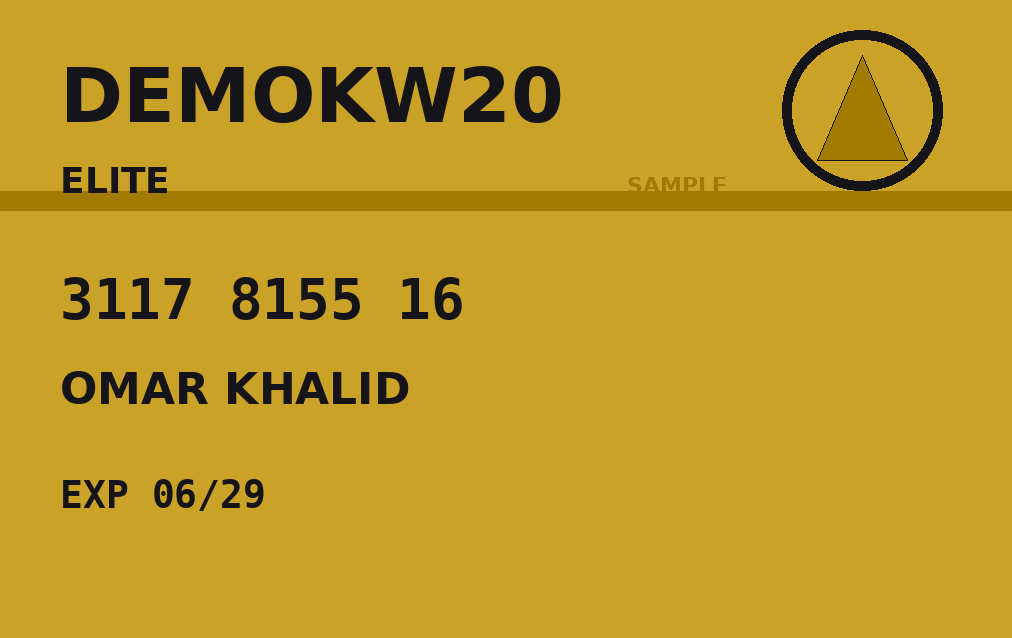 DEMOKW20
ELITE
SAMPLE
3117 8155 16
OMAR KHALID
EXP 06/29